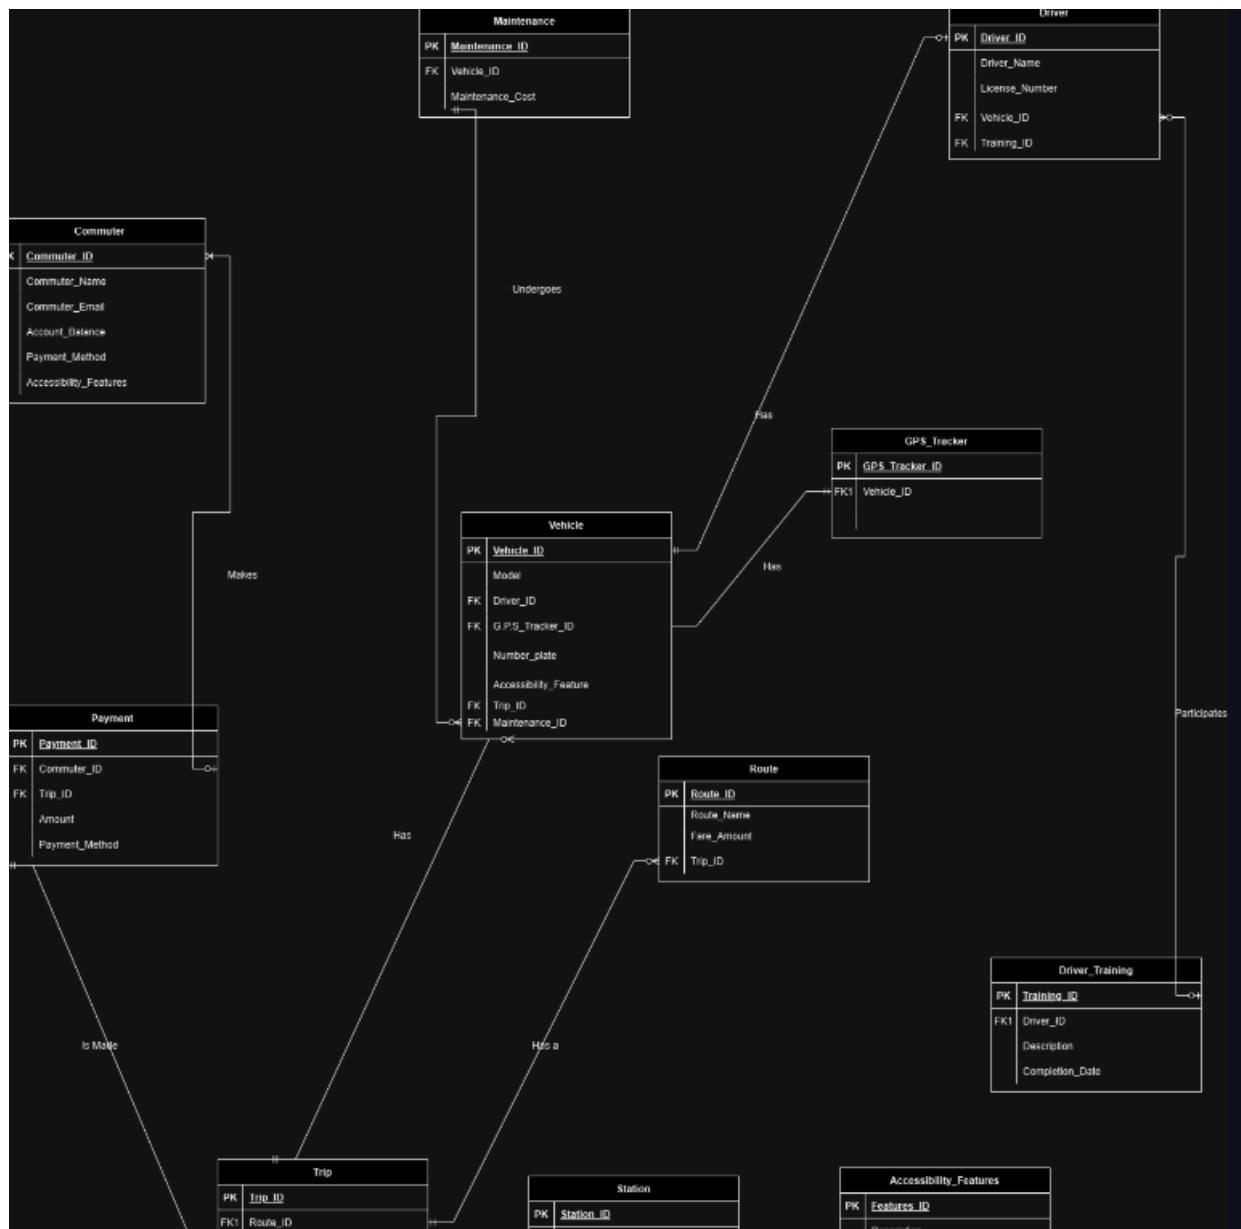 Maintenance
PK Maintenance_ID
FK Vehicle_ID
Maintenance_Cost
Driver
PK Driver_ID
Driver_Name
License_Number
FK Vehicle_ID
FK Training_ID
Commuter
K Commuter_ID
Commuter_Name
Commuter_Email
Account_Balance
Payment_Method
Accessibility_Features
Undergoes
Has
GPS_Tracker
PK GPS_Tracker_ID
FK1 Vehicle_ID
Has
Vehicle
PK Vehicle_ID
Model
FK Driver_ID
FK G.P.S_Tracker_ID
Number_plate
Accessibility_Feature
FK Trip_ID
FK Maintenance_ID
Makes
Participates
Payment
PK Payment_ID
FK Commuter_ID
FK Trip_ID
Amount
Payment_Method
Route
PK Route_ID
Route_Name
Fare_Amount
FK Trip_ID
Has
Is Made
Has a
Driver_Training
PK Training_ID
FK1 Driver_ID
Description
Completion_Date
Trip
PK Trip_ID
FK1 Route_ID
Station
PK Station_ID
Accessibility_Features
PK Features_ID